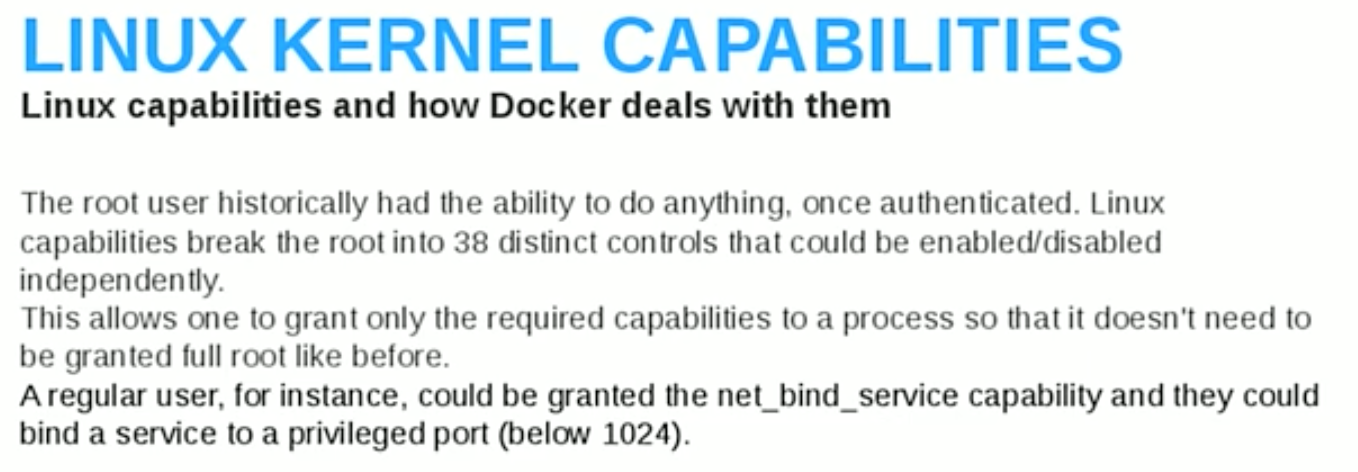 LINUX KERNEL CAPABILITIES
Linux capabilities and how Docker deals with them
The root user historically had the ability to do anything, once authenticated. Linux
capabilities break the root into 38 distinct controls that could be enabled/disabled
independently.
This allows one to grant only the required capabilities to a process so that it doesn't need to
be granted full root like before.
A regular user, for instance, could be granted the net_bind_service capability and they could
bind a service to a privileged port (below 1024).